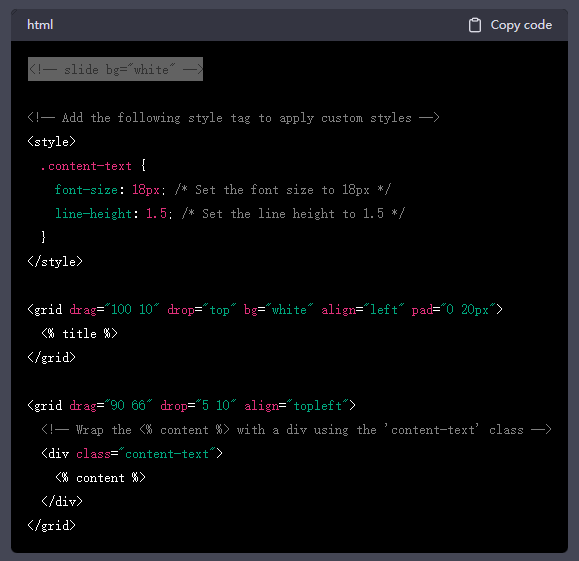 html
Copy code
<!-- slide bg="white" -->
<!-- Add the following style tag to apply custom styles -->
<style>
  .content-text {
    font-size: 18px; /* Set the font size to 18px */
    line-height: 1.5; /* Set the line height to 1.5 */
  }
</style>
<grid drag="100 10" drop="top" bg="white" align="left" pad="0 20px">
  <% title %>
</grid>
<grid drag="90 66" drop="5 10" align="topleft">
  <!-- Wrap the <% content %> with a div using the 'content-text' class -->
  <div class="content-text">
    <% content %>
  </div>
</grid>